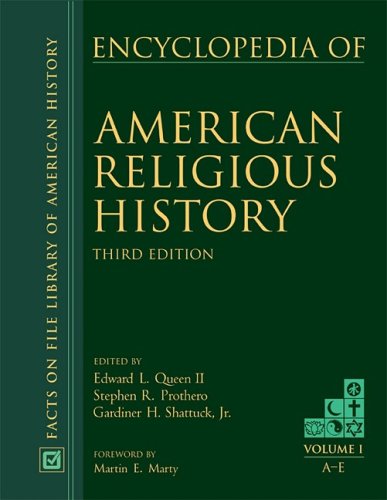 FACTS ON FILE LIBRARY OF AMERICAN HISTORY
ENCYCLOPEDIA OF
AMERICAN
RELIGIOUS
HISTORY
THIRD EDITION
EDITED BY
Edward L. Queen II
Stephen R. Prothero
Gardiner H. Shattuck, Jr.
FOREWORD BY
Martin E. Marty
VOLUME I
A–E